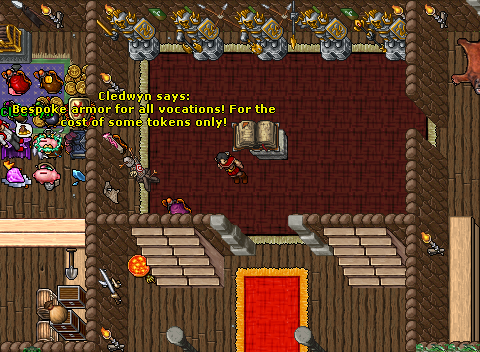 Cledwyn says:
Bespoke armor for all vocations! For the
cost of some tokens only!